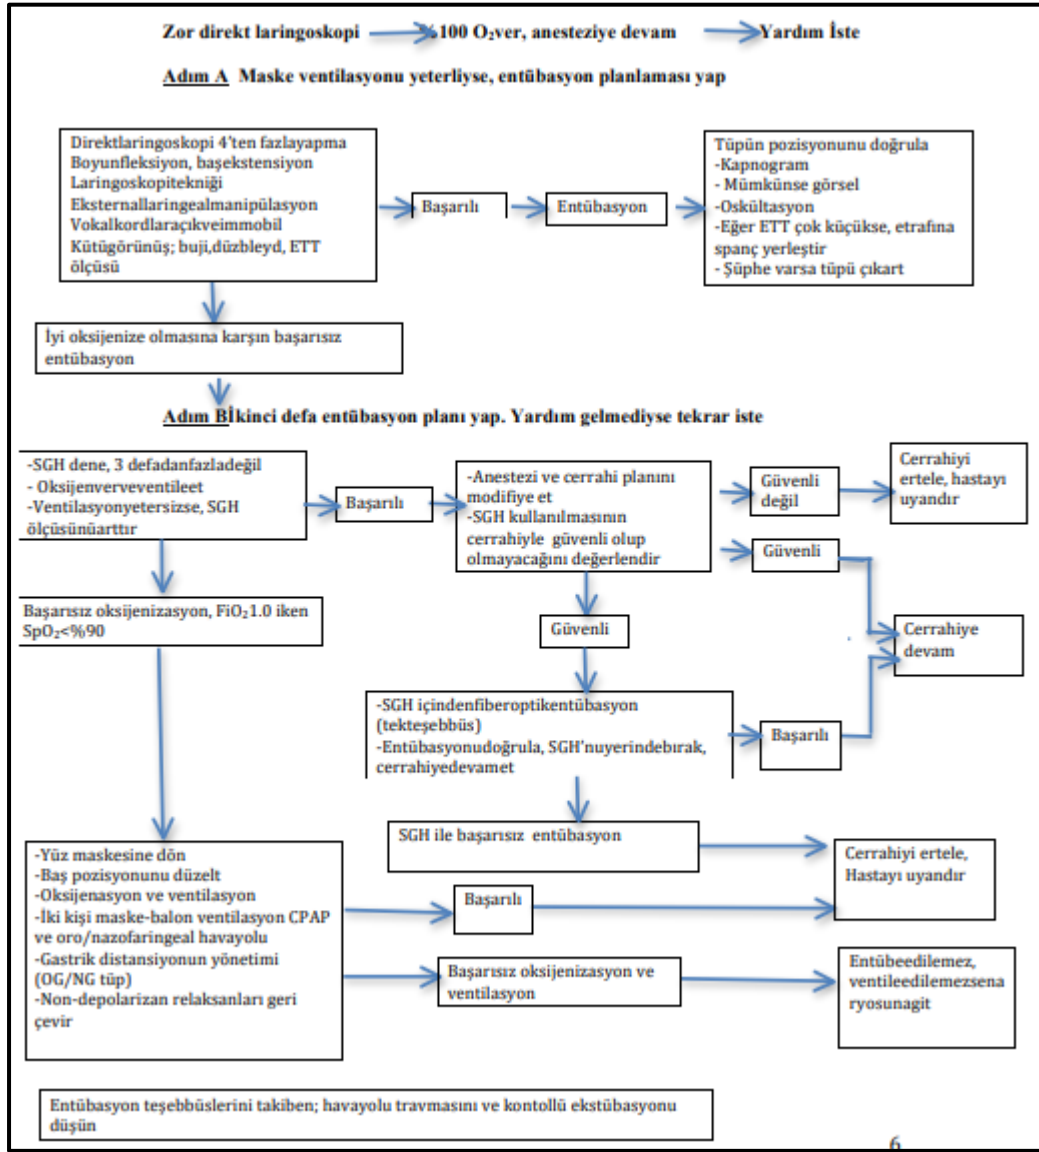 Zor direkt laringoskopi %100 O₂ver, anesteziye devam Yardım İste
Adım A Maske ventilasyonu yeterliyse, entübasyon planlaması yap
Direktlaringoskopi 4'ten fazlayapma
Boyunfleksiyon, başekstensiyon
Laringoskopitekniği
Eksternallaringealmanipülasyon
Vokalkordlaraçıkveimmobil
Kütügörünüş; buji,düzbleyd, ETT
ölçüsü
Başarılı
Entübasyon
Tüpün pozisyonunu doğrula
-Kapnogram
- Mümkünse görsel
-Oskültasyon
-Eğer ETT çok küçükse, etrafına
spanç yerleştir
- Şüphe varsa tüpü çıkart
İyi oksijenize olmasına karşın başarısız
entübasyon
Adım Bİkinci defa entübasyon planı yap. Yardım gelmediyse tekrar iste
-SGH dene, 3 defadanfazladeğil
- Oksijenverveventileet
-Ventilasyonyetersizse, SGH
ölçüsünüarttır
Başarılı
-Anestezi ve cerrahi planını
modifiye et
-SGH kullanılmasının
cerrahiyle güvenli olup
olmayacağını değerlendir
Güvenli
değil
Cerrahiyi
ertele, hastayı
uyandır
Güvenli
Başarısız oksijenizasyon, FiO₂1.0 iken
SpO₂<%90
Güvenli
Cerrahiye
devam
-SGH içindenfiberoptikentübasyon
(tekteşebbüs)
-Entübasyonudoğrula, SGH'nuyerindebırak,
cerrahiyedevamet
Başarılı
SGH ile başarısız entübasyon
-Yüz maskesine dön
-Baş pozisyonunu düzelt
-Oksijenasyon ve ventilasyon
-İki kişi maske-balon ventilasyon CPAP
ve oro/nazofaringeal havayolu
-Gastrik distansiyonun yönetimi
(OG/NG tüp)
-Non-depolarizan relaksanları geri
çevir
Başarılı
Cerrahiyi ertele,
Hastayı uyandır
Başarısız oksijenizasyon ve
ventilasyon
Entübeedilemez,
ventileedilemezsena
ryosunagit
Entübasyon teşebbüslerini takiben; havayolu travmasını ve kontollü ekstübasyonu
düşün
6